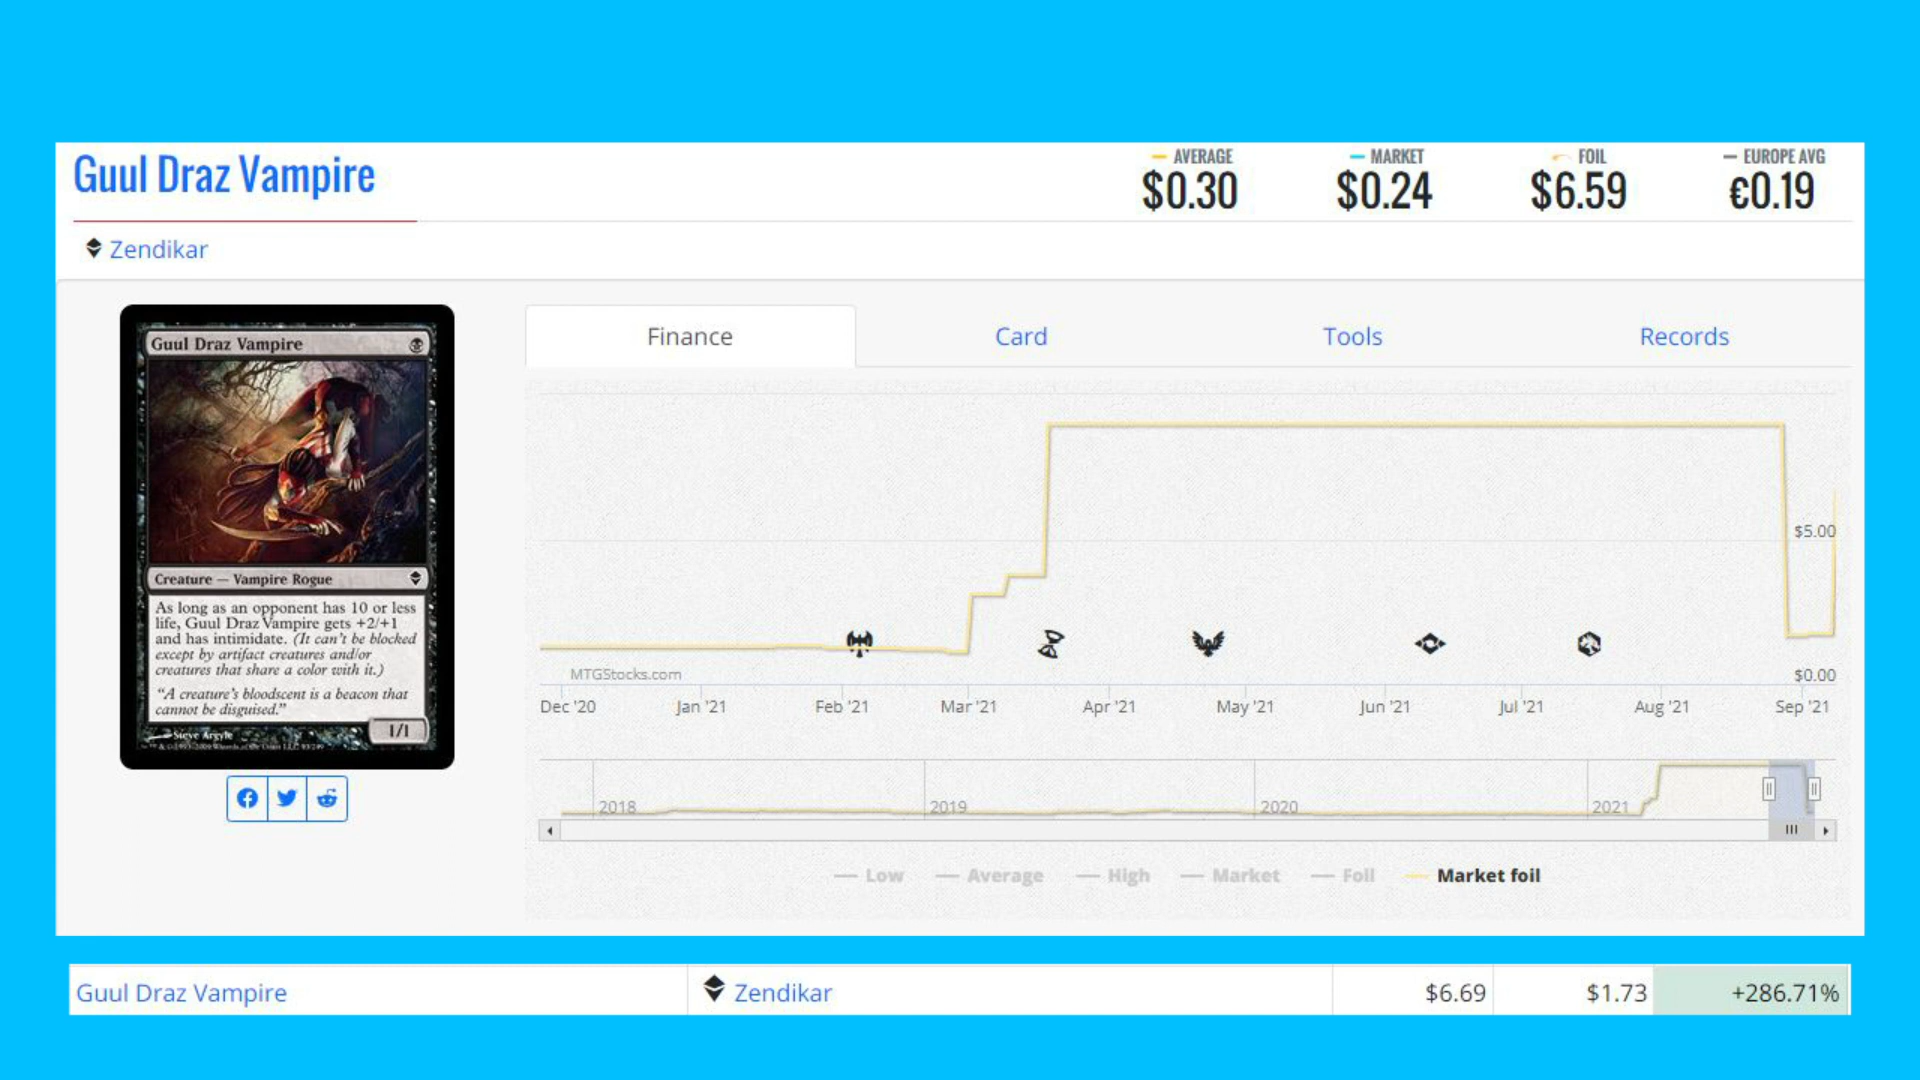 Guul Draz Vampire
AVERAGE
$0.30
MARKET
$0.24
FOIL
$6.59
EUROPE AVG
€0.19
Zendikar
Guul Draz Vampire
Creature — Vampire Rogue
As long as an opponent has 10 or less
life, Guul Draz Vampire gets +2/+1
and has intimidate. (It can't be blocked
except by artifact creatures and/or
creatures that share a color with it.)
"A creature's bloodscent is a beacon that
cannot be disguised."
Steve Argyle
1/1
Finance
Card
Tools
Records
$5.00
$0.00
MTGStocks.com
Dec '20 Jan '21 Feb '21 Mar '21 Apr '21 May '21 Jun '21 Jul '21 Aug '21 Sep '21
2018 2019 2020 2021
Low Average High Market Foil Market foil
Guul Draz Vampire Zendikar $6.69 $1.73 +286.71%